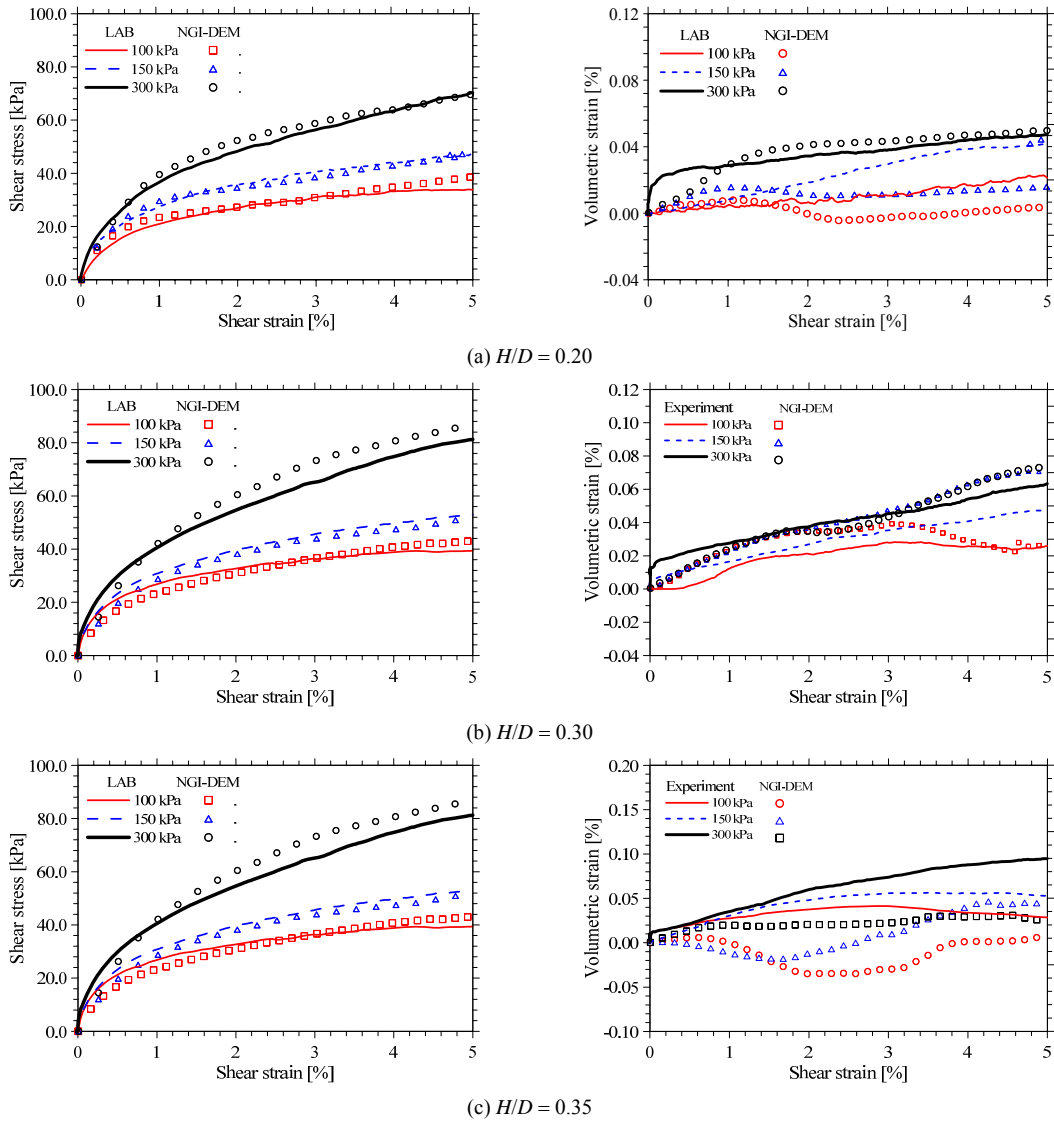 100.0
80.0
60.0
40.0
20.0
0.0
Shear stress [kPa]
LAB NGI-DEM
100 kPa
150 kPa .
300 kPa .
0 1 2 3 4 5
Shear strain [%]
0.12
0.08
0.04
0.00
-0.04
Volumetric strain [%]
LAB NGI-DEM
100 kPa
150 kPa
300 kPa
0 1 2 3 4 5
Shear strain [%]
(a) H/D = 0.20
100.0
80.0
60.0
40.0
20.0
0.0
Shear stress [kPa]
LAB NGI-DEM
100 kPa .
150 kPa .
300 kPa .
0 1 2 3 4 5
Shear strain [%]
0.12
0.08
0.04
0.00
-0.04
Volumetric strain [%]
Experiment NGI-DEM
100 kPa
150 kPa
300 kPa
0 1 2 3 4 5
Shear strain [%]
(b) H/D = 0.30
100.0
80.0
60.0
40.0
20.0
0.0
Shear stress [kPa]
LAB NGI-DEM
100 kPa .
150 kPa .
300 kPa .
0 1 2 3 4 5
Shear strain [%]
0.20
0.15
0.10
0.05
0.00
-0.05
-0.10
Volumetric strain [%]
Experiment NGI-DEM
100 kPa
150 kPa
300 kPa
0 1 2 3 4 5
Shear strain [%]
(c) H/D = 0.35